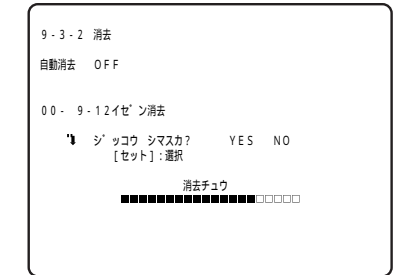 9-3-2 消去
自動消去 OFF
00- 9-12イゼン消去
ジッコウ シマスカ? YES NO
[セット]:選択
消去チュウ